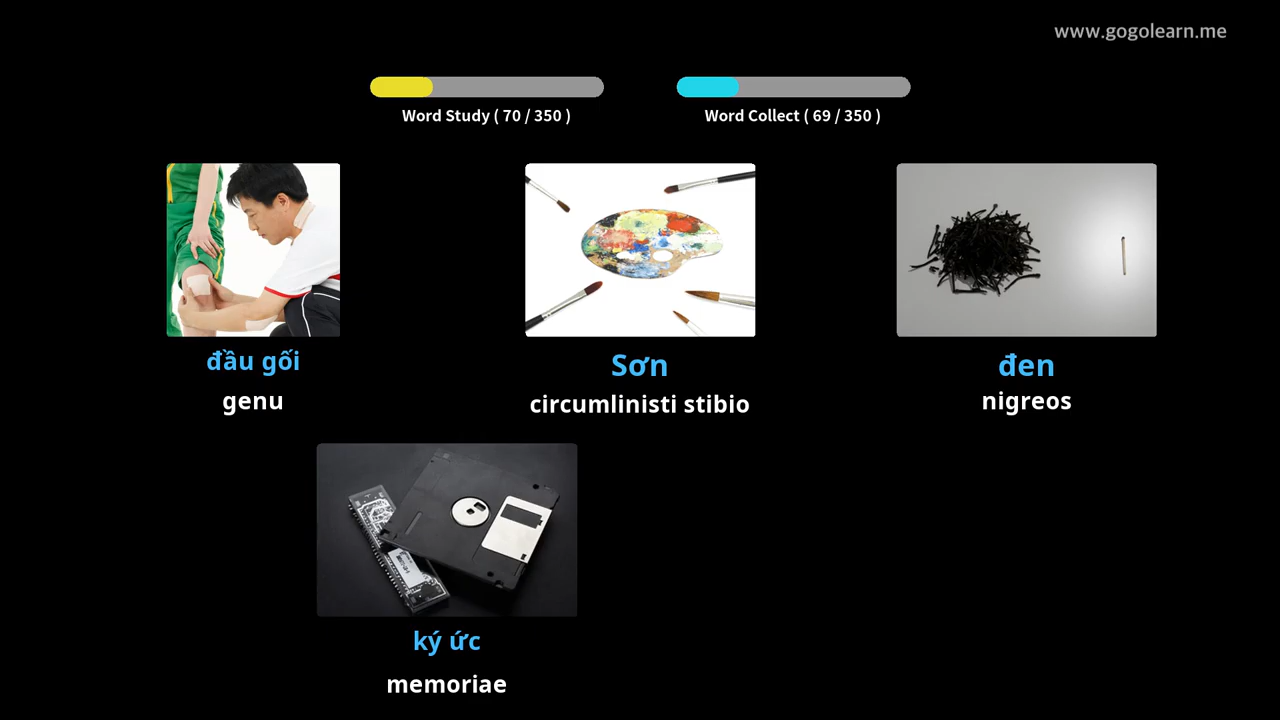 www.gogolearn.me
Word Study ( 70 / 350 )
Word Collect ( 69 / 350 )
đầu gối
genu
Sơn
circumlinisti stibio
đen
nigreos
ký ức
memoriae